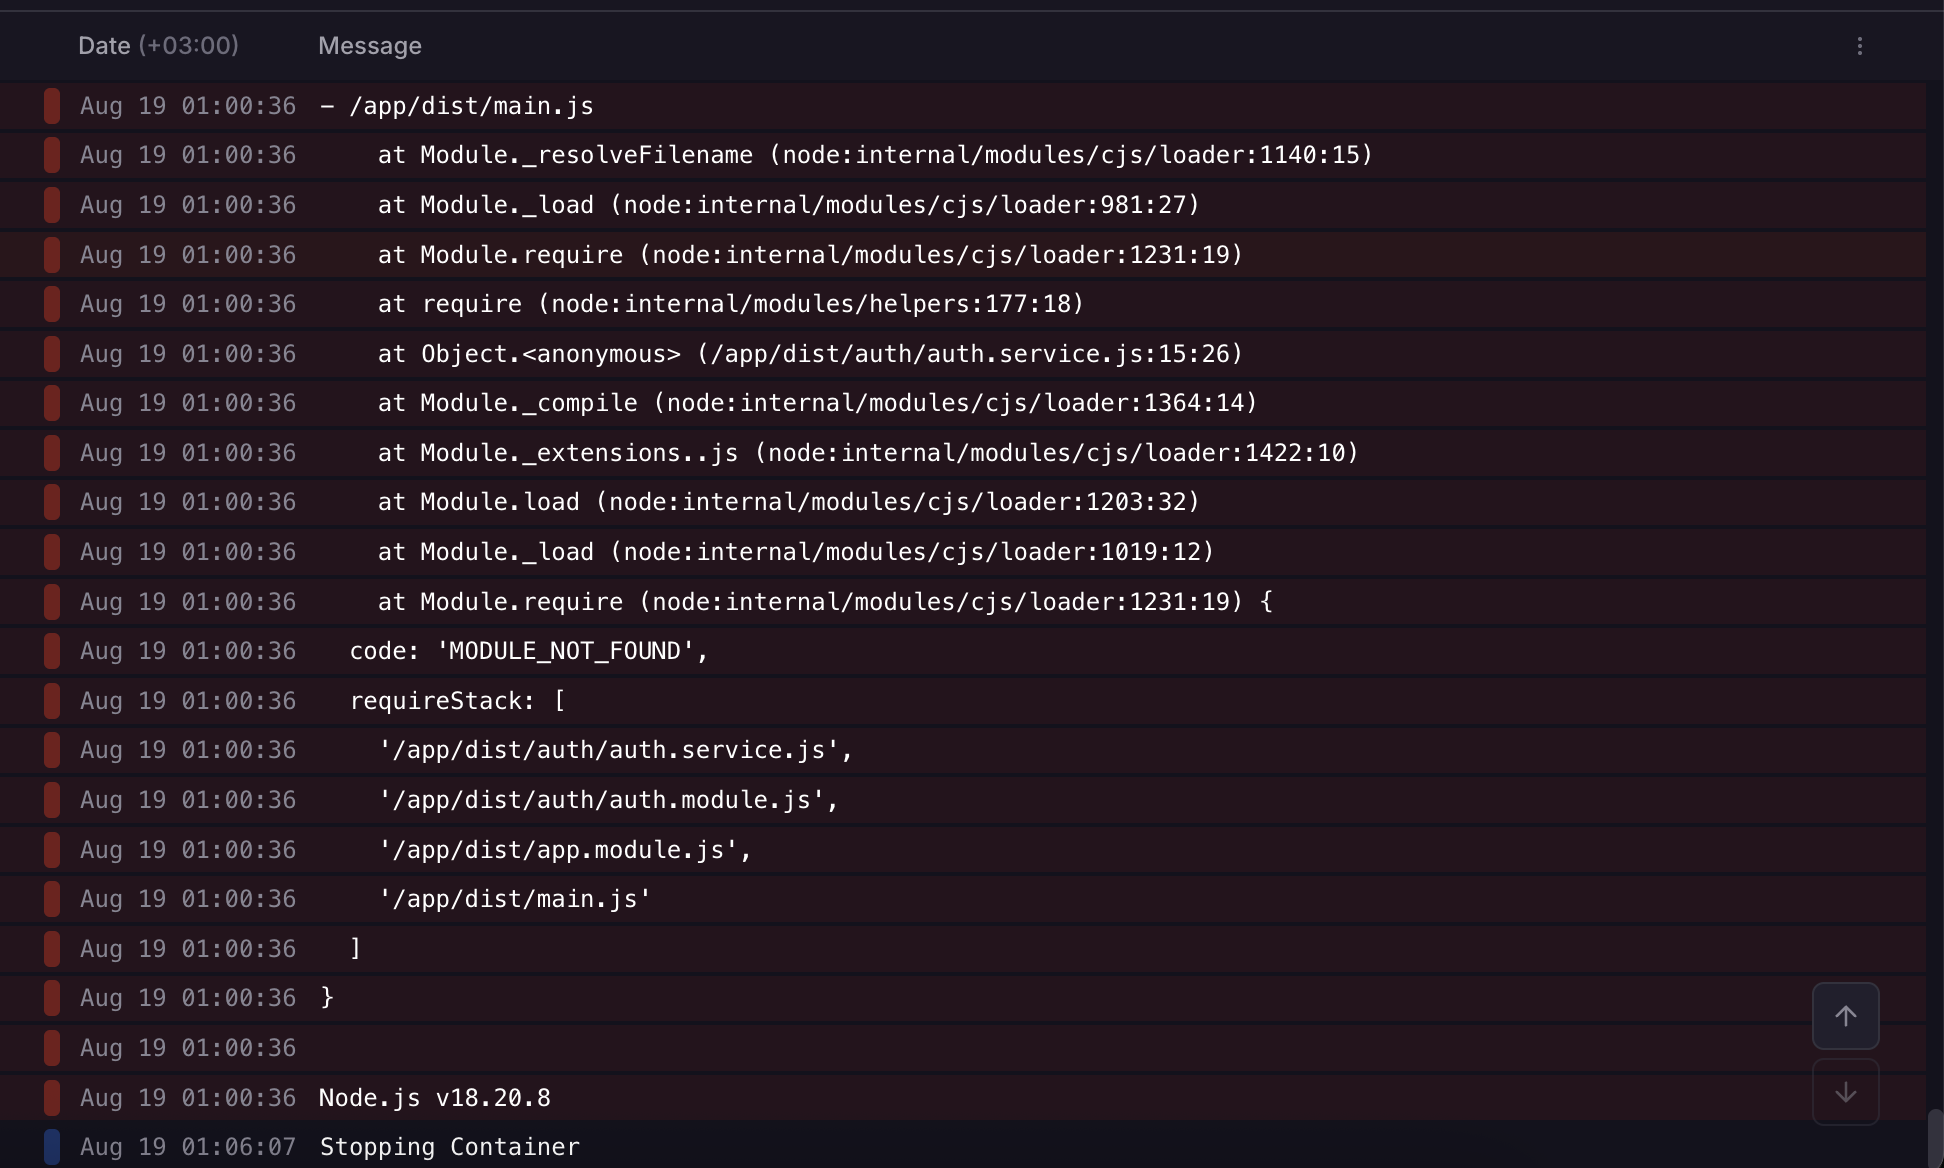 Date (+03:00) Message
Aug 19 01:00:36 – /app/dist/main.js
Aug 19 01:00:36 at Module._resolveFilename (node:internal/modules/cjs/loader:1140:15)
Aug 19 01:00:36 at Module._load (node:internal/modules/cjs/loader:981:27)
Aug 19 01:00:36 at Module.require (node:internal/modules/cjs/loader:1231:19)
Aug 19 01:00:36 at require (node:internal/modules/helpers:177:18)
Aug 19 01:00:36 at Object.<anonymous> (/app/dist/auth/auth.service.js:15:26)
Aug 19 01:00:36 at Module._compile (node:internal/modules/cjs/loader:1364:14)
Aug 19 01:00:36 at Module._extensions..js (node:internal/modules/cjs/loader:1422:10)
Aug 19 01:00:36 at Module.load (node:internal/modules/cjs/loader:1203:32)
Aug 19 01:00:36 at Module._load (node:internal/modules/cjs/loader:1019:12)
Aug 19 01:00:36 at Module.require (node:internal/modules/cjs/loader:1231:19) {
Aug 19 01:00:36 code: 'MODULE_NOT_FOUND',
Aug 19 01:00:36 requireStack: [
Aug 19 01:00:36 '/app/dist/auth/auth.service.js',
Aug 19 01:00:36 '/app/dist/auth/auth.module.js',
Aug 19 01:00:36 '/app/dist/app.module.js',
Aug 19 01:00:36 '/app/dist/main.js'
Aug 19 01:00:36 ]
Aug 19 01:00:36 }
Aug 19 01:00:36
Aug 19 01:00:36 Node.js v18.20.8
Aug 19 01:06:07 Stopping Container